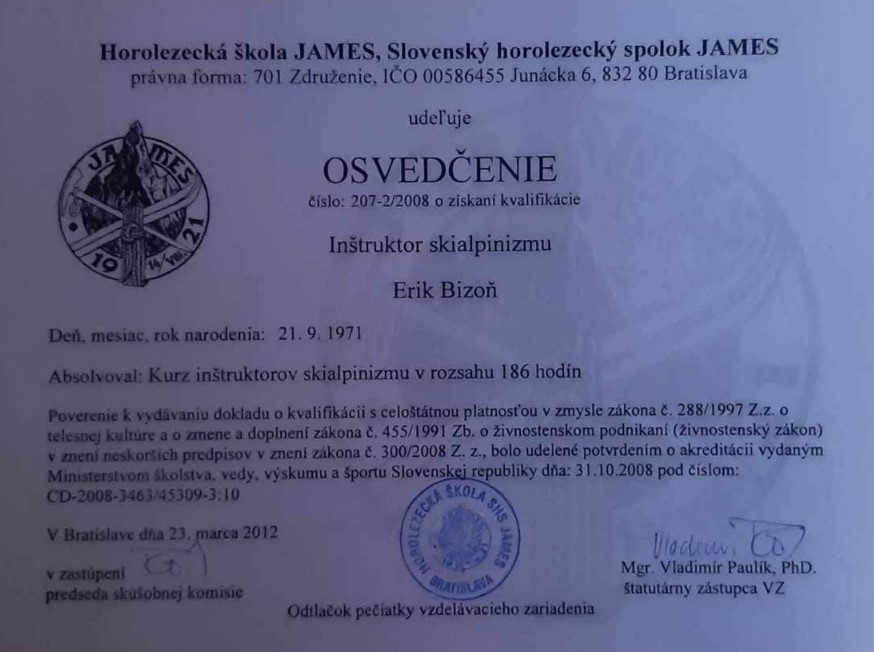 Horolezecká škola JAMES, Slovenský horolezecký spolok JAMES
právna forma: 701 Združenie, IČO 00586455 Junácka 6, 832 80 Bratislava
udeľuje
JAMES
19 14/VIII. 21
OSVEDČENIE
číslo: 207-2/2008 o získaní kvalifikácie
Inštruktor skialpinizmu
Erik Bizoň
Deň, mesiac, rok narodenia: 21. 9. 1971
Absolvoval: Kurz inštruktorov skialpinizmu v rozsahu 186 hodín
Poverenie k vydávaniu dokladu o kvalifikácii s celoštátnou platnosťou v zmysle zákona č. 288/1997 Z.z. o
telesnej kultúre a o zmene a doplnení zákona č. 455/1991 Zb. o živnostenskom podnikaní (živnostenský zákon)
v znení neskorších predpisov v znení zákona č. 300/2008 Z. z., bolo udelené potvrdením o akreditácii vydaným
Ministerstvom školstva, vedy, výskumu a športu Slovenskej republiky dňa: 31.10.2008 pod číslom:
CD-2008-3463/45309-3:10
V Bratislave dňa 23. marca 2012
HOROLEZECKÁ ŠKOLA SHS JAMES
BRATISLAVA
v zastúpení
predseda skúšobnej komisie
Mgr. Vladimír Paulík, PhD.
štatutárny zástupca VZ
Odtlačok pečiatky vzdelávacieho zariadenia